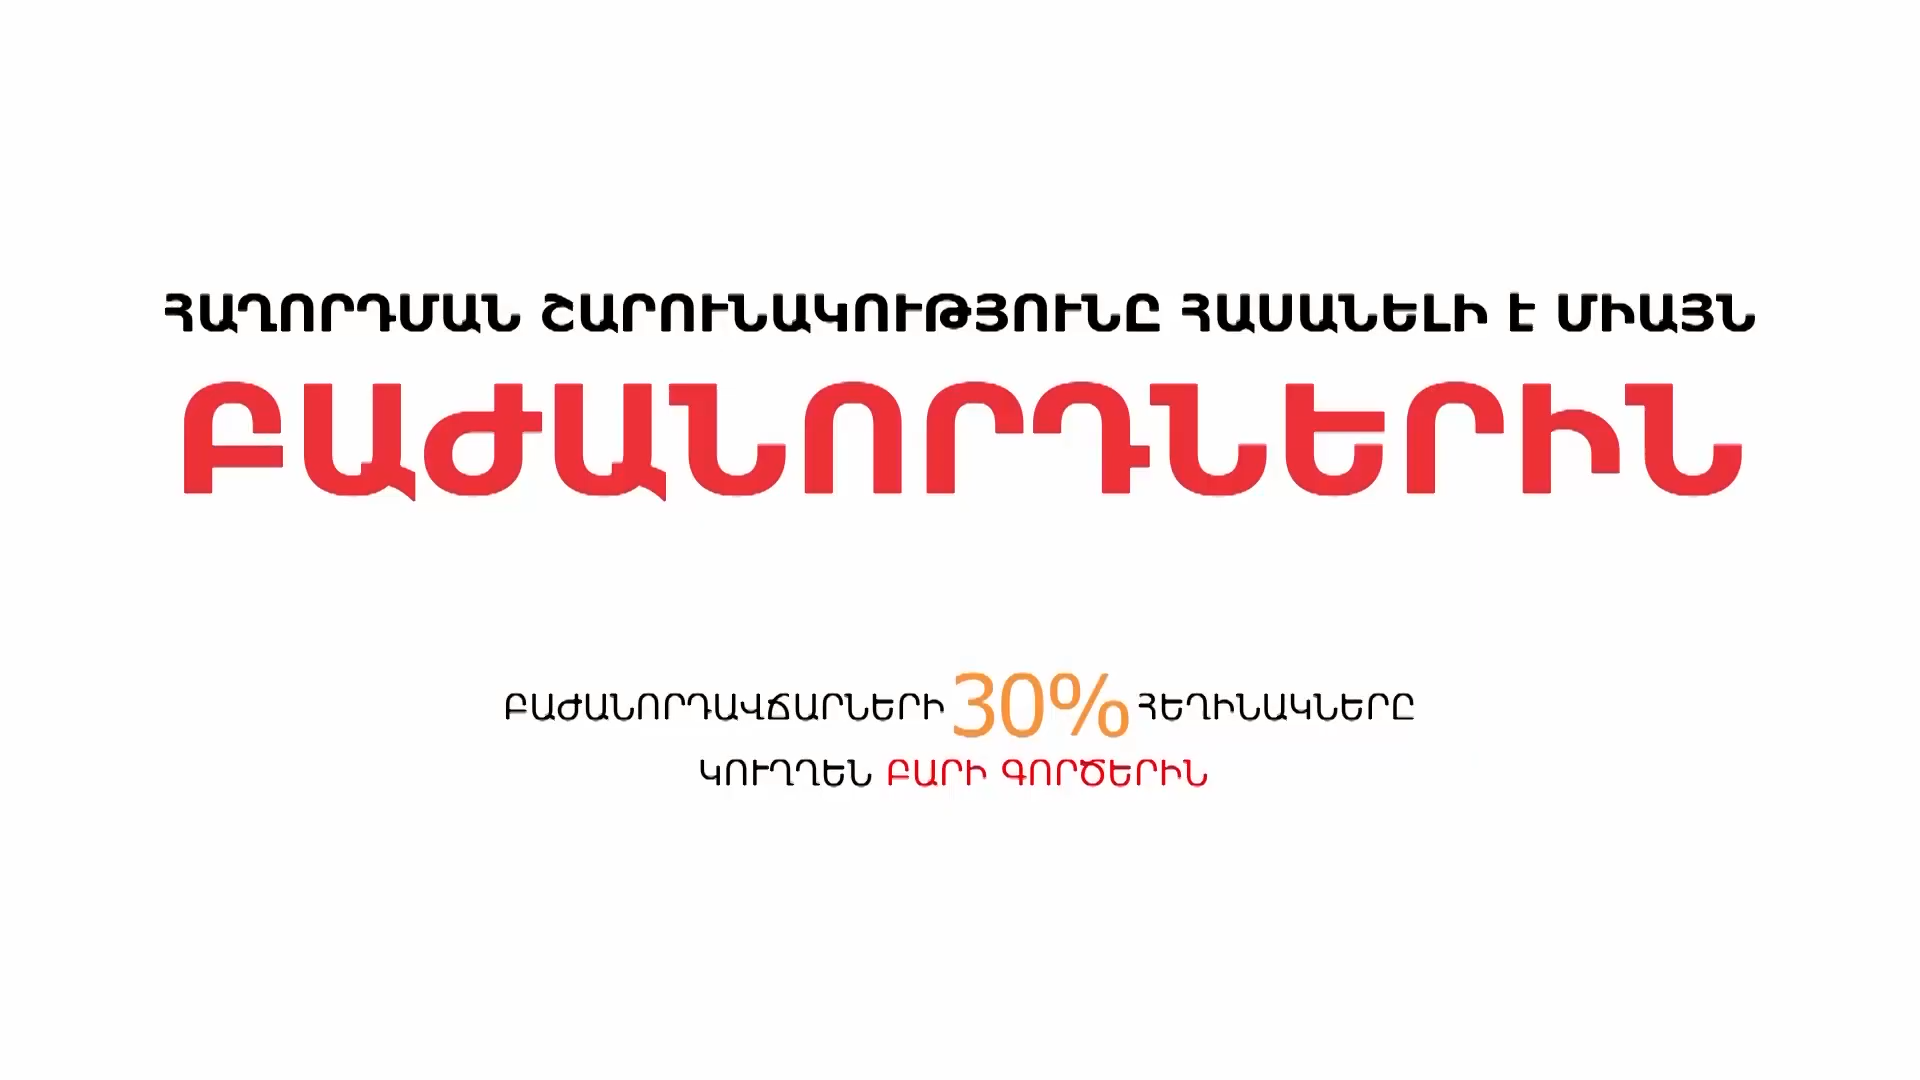 ՀԱՂՈՐԴՄԱՆ ՇԱՐՈՒՆԱԿՈՒԹՅՈՒՆԸ ՀԱՍԱՆԵԼԻ Է ՄԻԱՅՆ
ԲԱԺԱՆՈՐԴՆԵՐԻՆ
ԲԱԺԱՆՈՐԴԱՎՃԱՐՆԵՐԻ 30% ՀԵՂԻՆԱԿՆԵՐԸ
ԿՈՒՂՂԵՆ ԲԱՐԻ ԳՈՐԾԵՐԻՆ